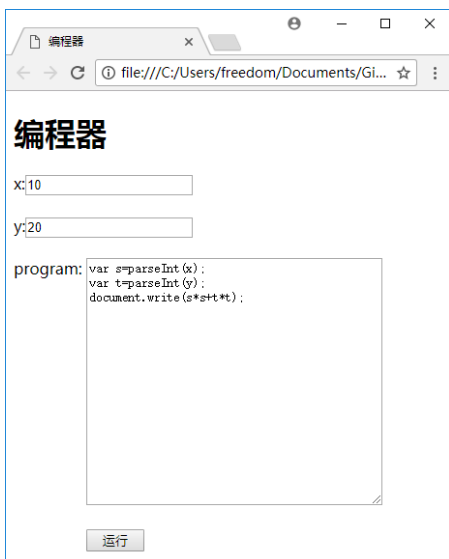 编程器
file:///C:/Users/freedom/Documents/Gi...
编程器
x:10
y:20
program: var s=parseInt(x);
var t=parseInt(y);
document.write(s*s+t*t);
运行